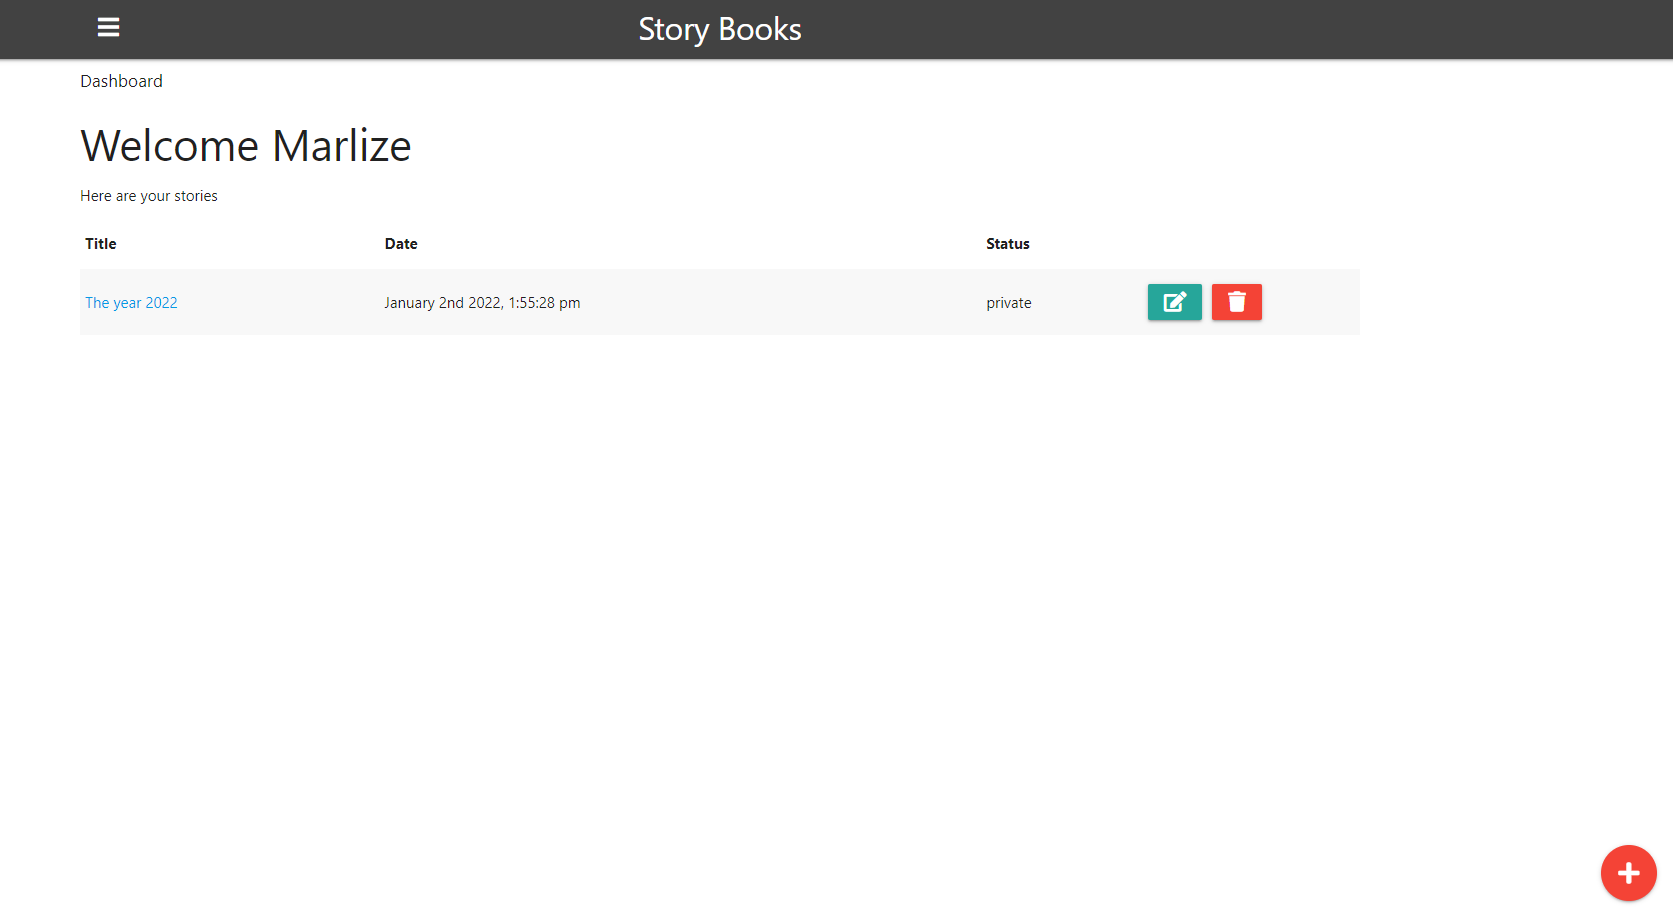 Story Books
Dashboard
Welcome Marlize
Here are your stories
Title Date Status
The year 2022 January 2nd 2022, 1:55:28 pm private